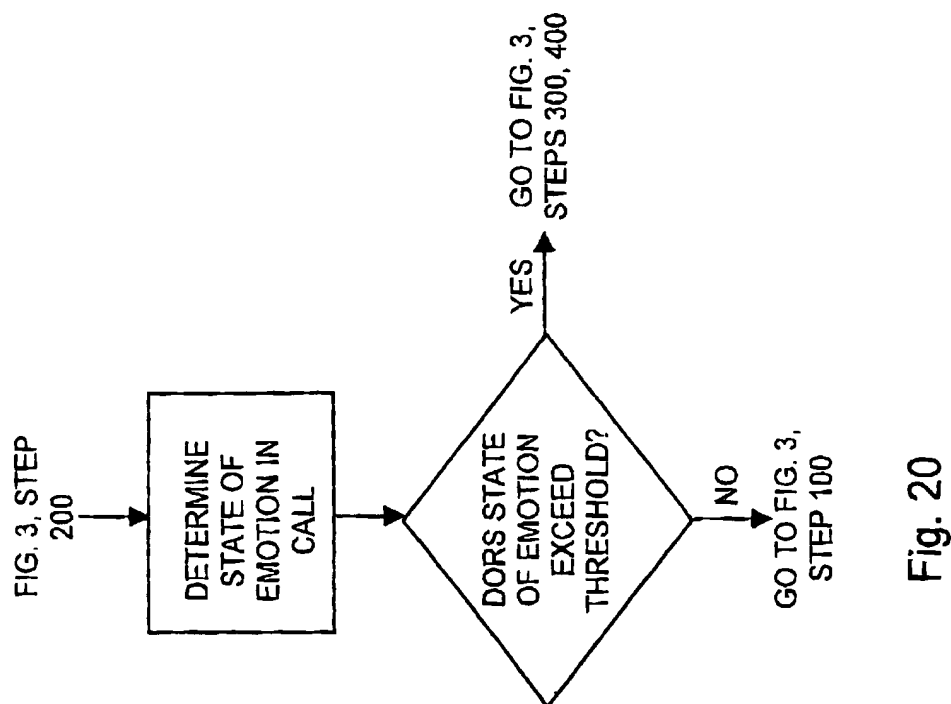 FIG. 3, STEP
200
DETERMINE
STATE OF
EMOTION IN
CALL
DORS STATE
OF EMOTION
EXCEED
THRESHOLD?
YES
GO TO FIG. 3,
STEPS 300, 400
NO
GO TO FIG. 3,
STEP 100
Fig. 20